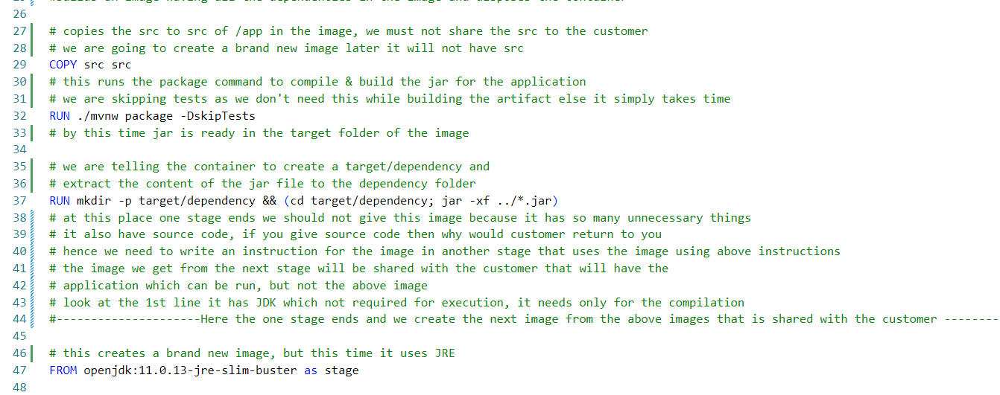 26
27 # copies the src to src of /app in the image, we must not share the src to the customer
28 # we are going to create a brand new image later it will not have src
29 COPY src src
30 # this runs the package command to compile & build the jar for the application
31 # we are skipping tests as we don't need this while building the artifact else it simply takes time
32 RUN ./mvnw package -DskipTests
33 # by this time jar is ready in the target folder of the image
34
35 # we are telling the container to create a target/dependency and
36 # extract the content of the jar file to the dependency folder
37 RUN mkdir -p target/dependency && (cd target/dependency; jar -xf ../*.jar)
38 # at this place one stage ends we should not give this image because it has so many unnecessary things
39 # it also have source code, if you give source code then why would customer return to you
40 # hence we need to write an instruction for the image in another stage that uses the image using above instructions
41 # the image we get from the next stage will be shared with the customer that will have the
42 # application which can be run, but not the above image
43 # look at the 1st line it has JDK which not required for execution, it needs only for the compilation
44 #---------------------Here the one stage ends and we create the next image from the above images that is shared with the customer --------
45
46 # this creates a brand new image, but this time it uses JRE
47 FROM openjdk:11.0.13-jre-slim-buster as stage
48